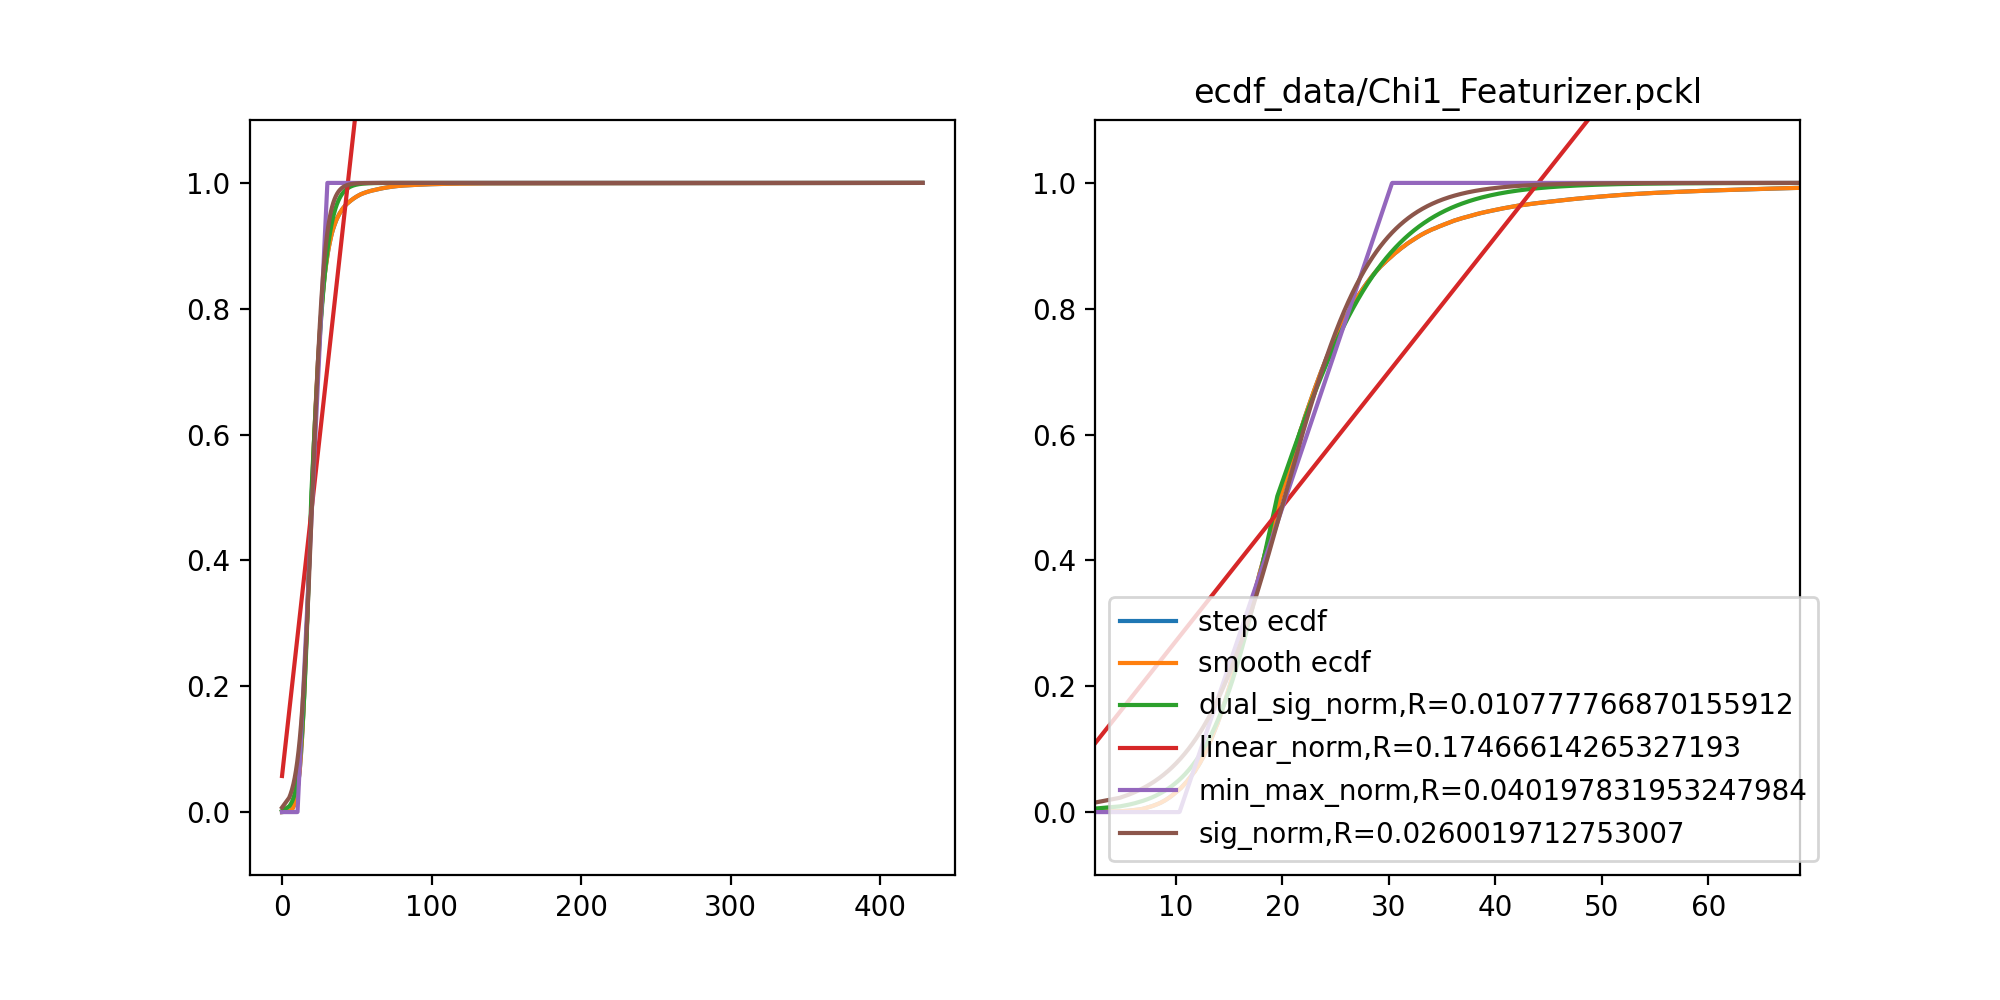 ecdf_data/Chi1_Featurizer.pckl
1.0
0.8
0.6
0.4
0.2
0.0
0 100 200 300 400
1.0
0.8
0.6
0.4
0.2
0.0
10 20 30 40 50 60
step ecdf
smooth ecdf
dual_sig_norm,R=0.010777766870155912
linear_norm,R=0.17466614265327193
min_max_norm,R=0.040197831953247984
sig_norm,R=0.0260019712753007